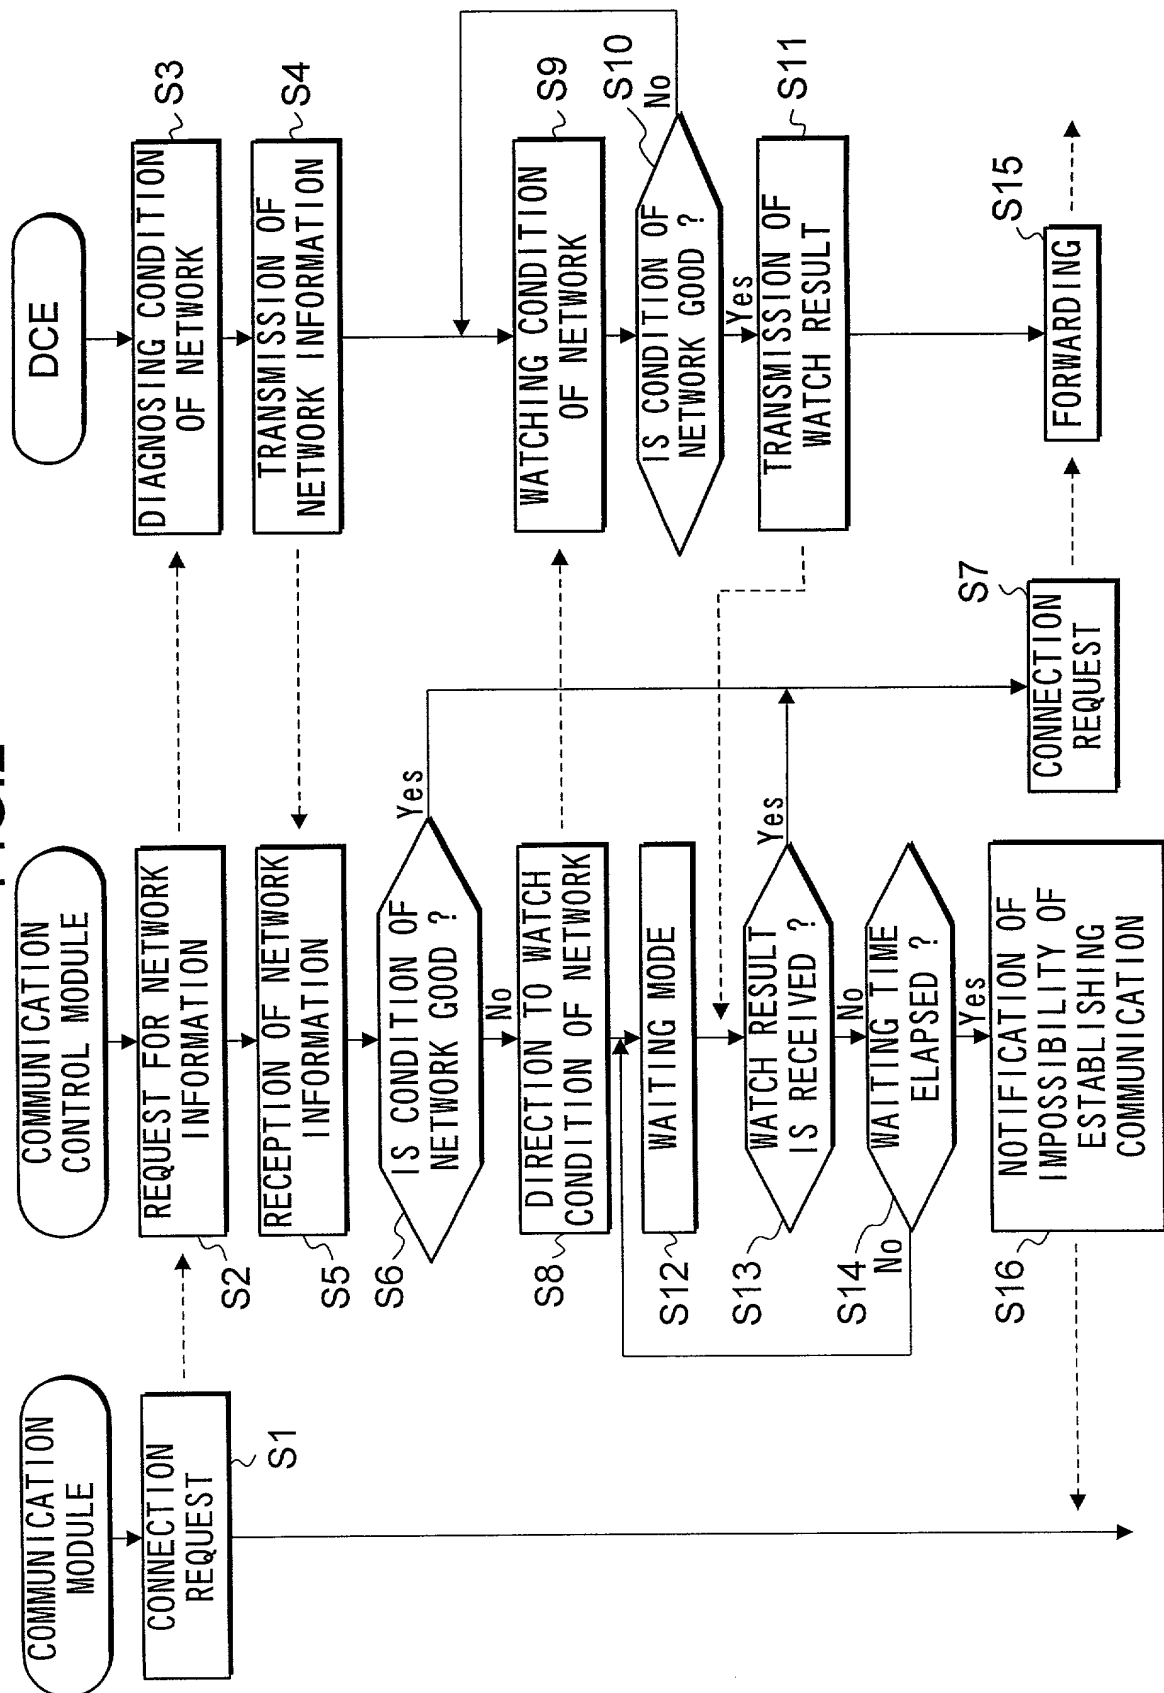 COMMUNICATION
MODULE
CONNECTION
REQUEST
S1
COMMUNICATION
CONTROL MODULE
REQUEST FOR NETWORK
INFORMATION
S2
RECEPTION OF NETWORK
INFORMATION
S5
IS CONDITION OF
NETWORK GOOD ?
S6
Yes
No
DIRECTION TO WATCH
CONDITION OF NETWORK
S8
WAITING MODE
S12
WATCH RESULT
IS RECEIVED ?
S13
Yes
No
WAITING TIME
ELAPSED ?
S14
No
Yes
NOTIFICATION OF
IMPOSSIBILITY OF
ESTABLISHING
COMMUNICATION
S16
CONNECTION
REQUEST
S7
DCE
DIAGNOSING CONDITION
OF NETWORK
S3
TRANSMISSION OF
NETWORK INFORMATION
S4
WATCHING CONDITION
OF NETWORK
S9
IS CONDITION OF
NETWORK GOOD ?
S10
No
Yes
TRANSMISSION OF
WATCH RESULT
S11
FORWARDING
S15